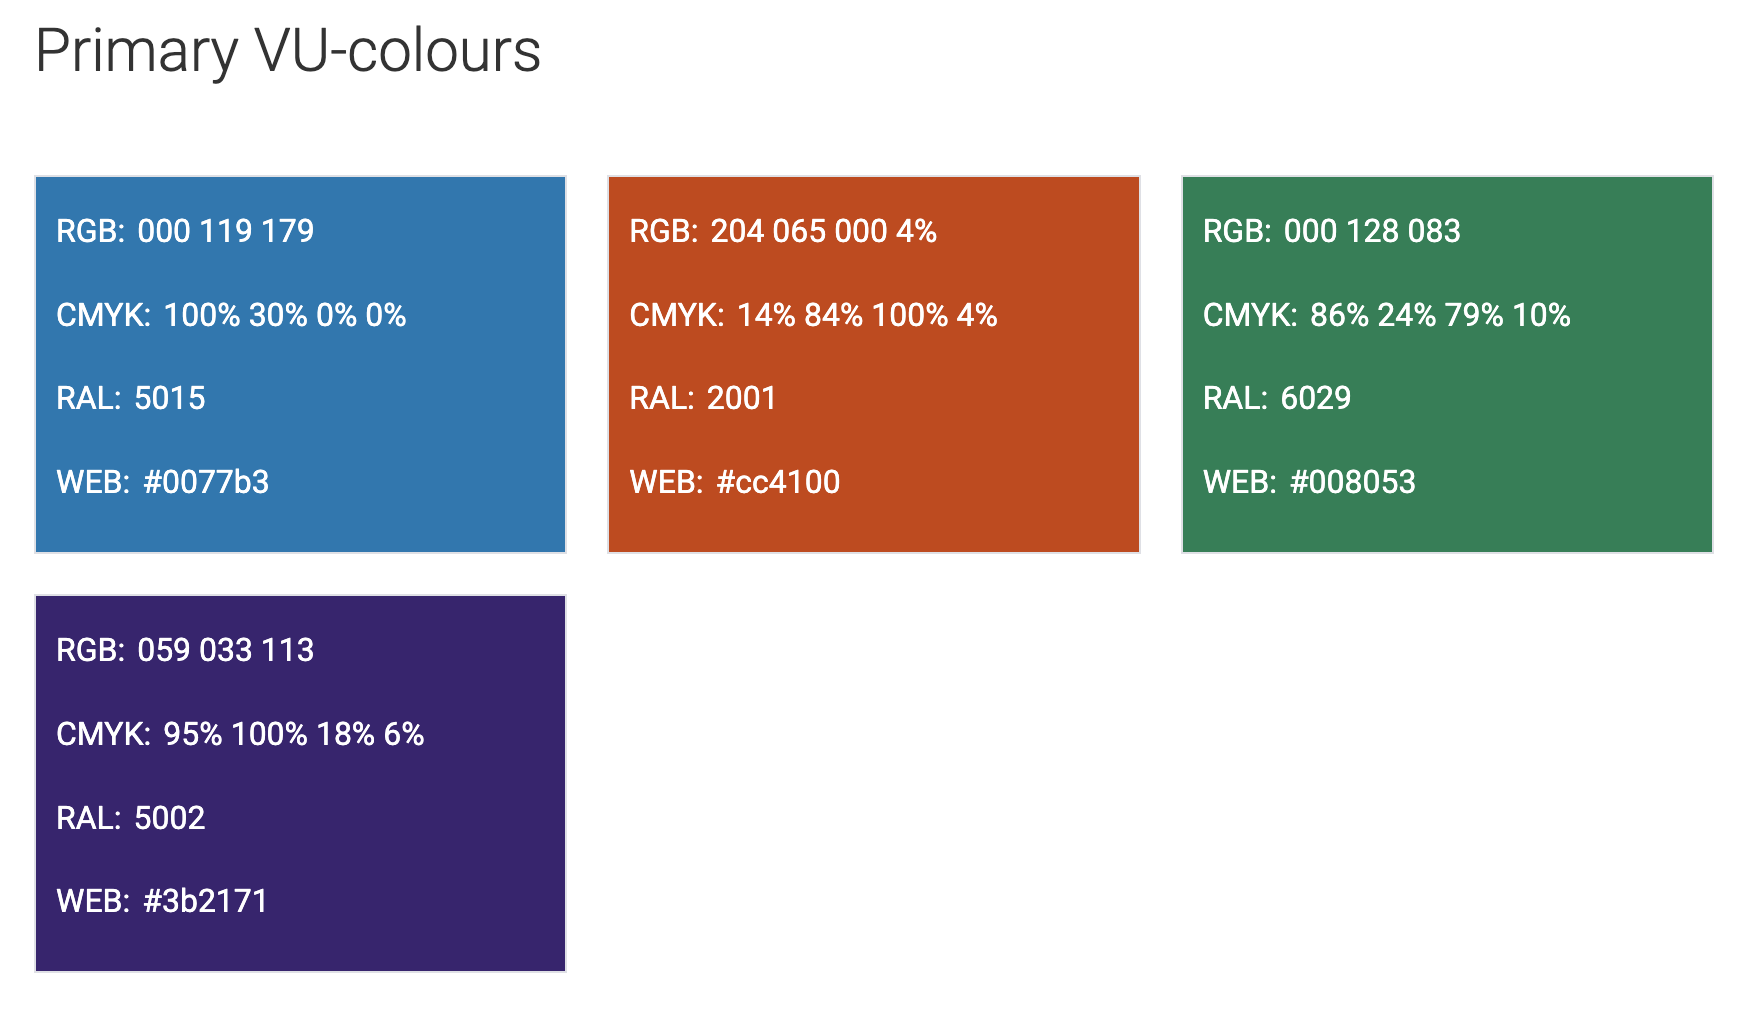 Primary VU-colours
RGB: 000 119 179
CMYK: 100% 30% 0% 0%
RAL: 5015
WEB: #0077b3
RGB: 204 065 000 4%
CMYK: 14% 84% 100% 4%
RAL: 2001
WEB: #cc4100
RGB: 000 128 083
CMYK: 86% 24% 79% 10%
RAL: 6029
WEB: #008053
RGB: 059 033 113
CMYK: 95% 100% 18% 6%
RAL: 5002
WEB: #3b2171